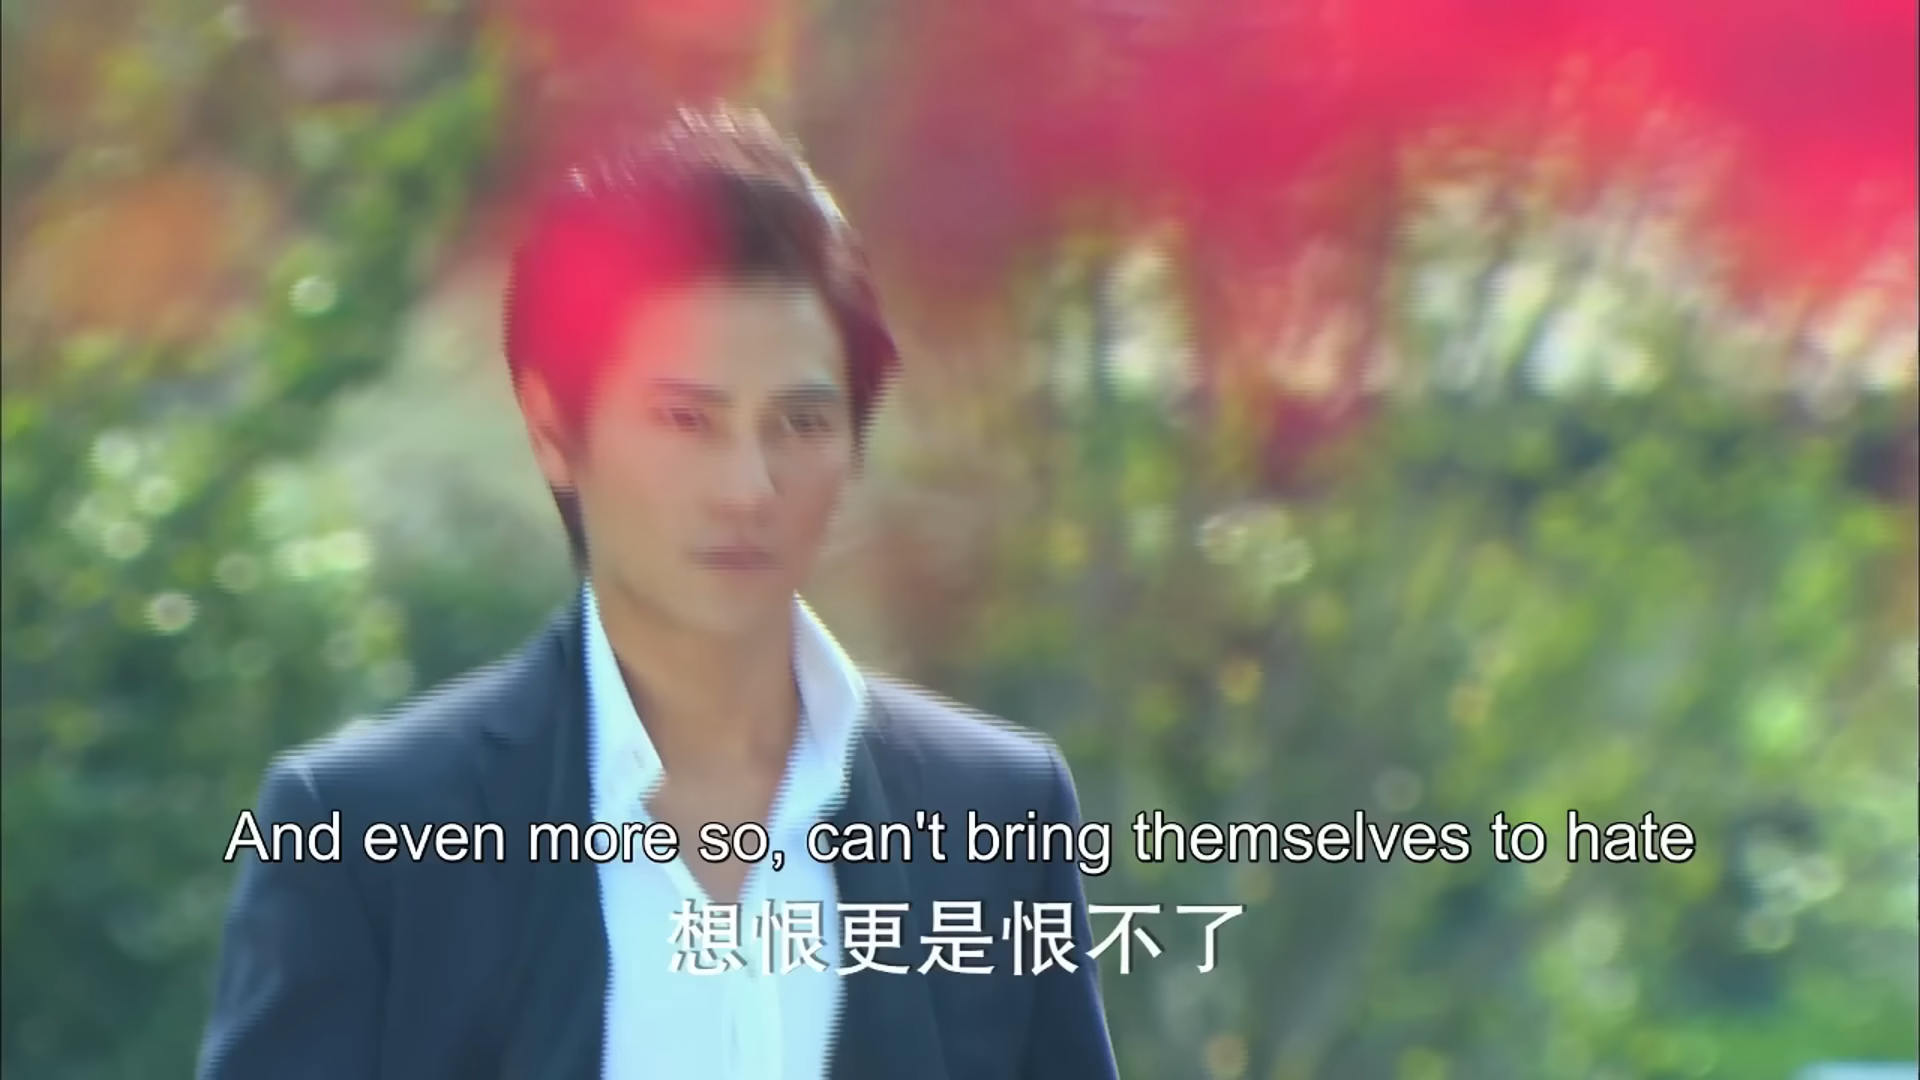 And even more so, can't bring themselves to hate
想恨更是恨不了